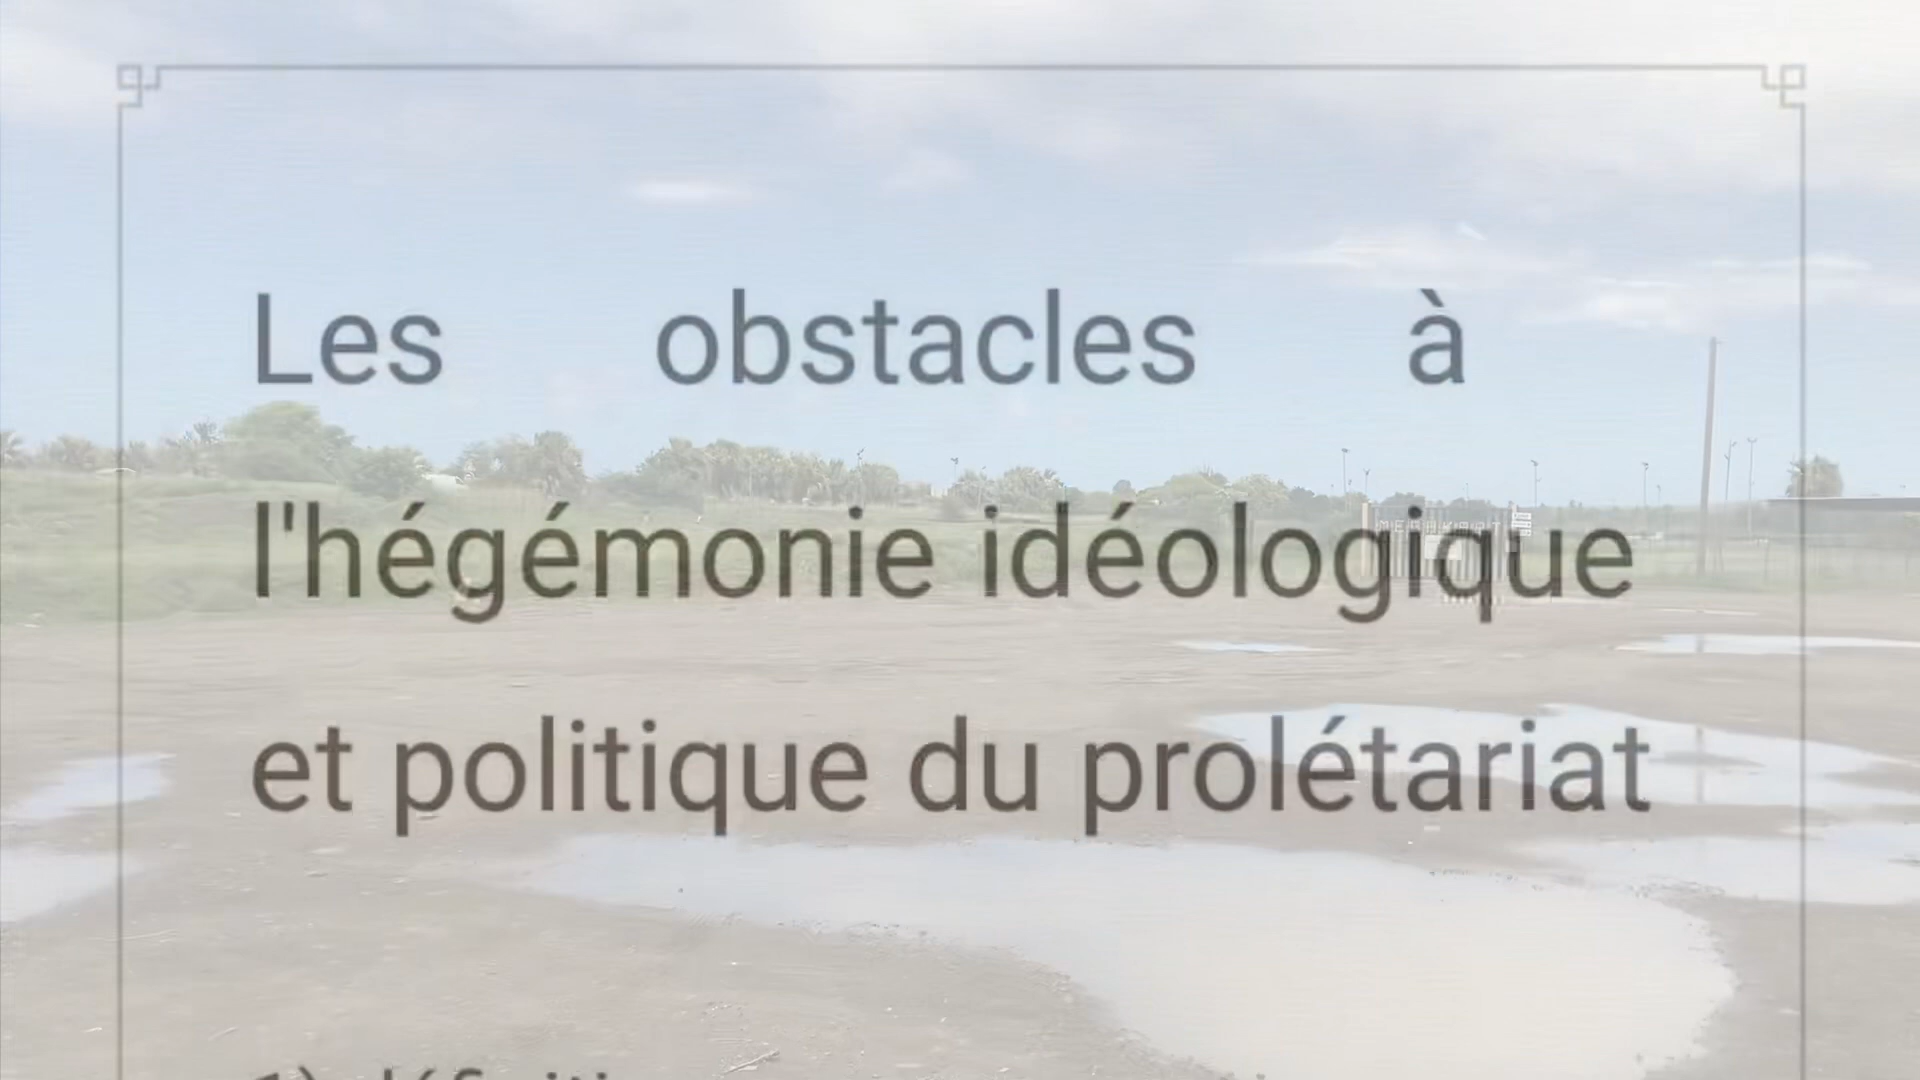 Les obstacles à
l'hégémonie idéologique
et politique du prolétariat